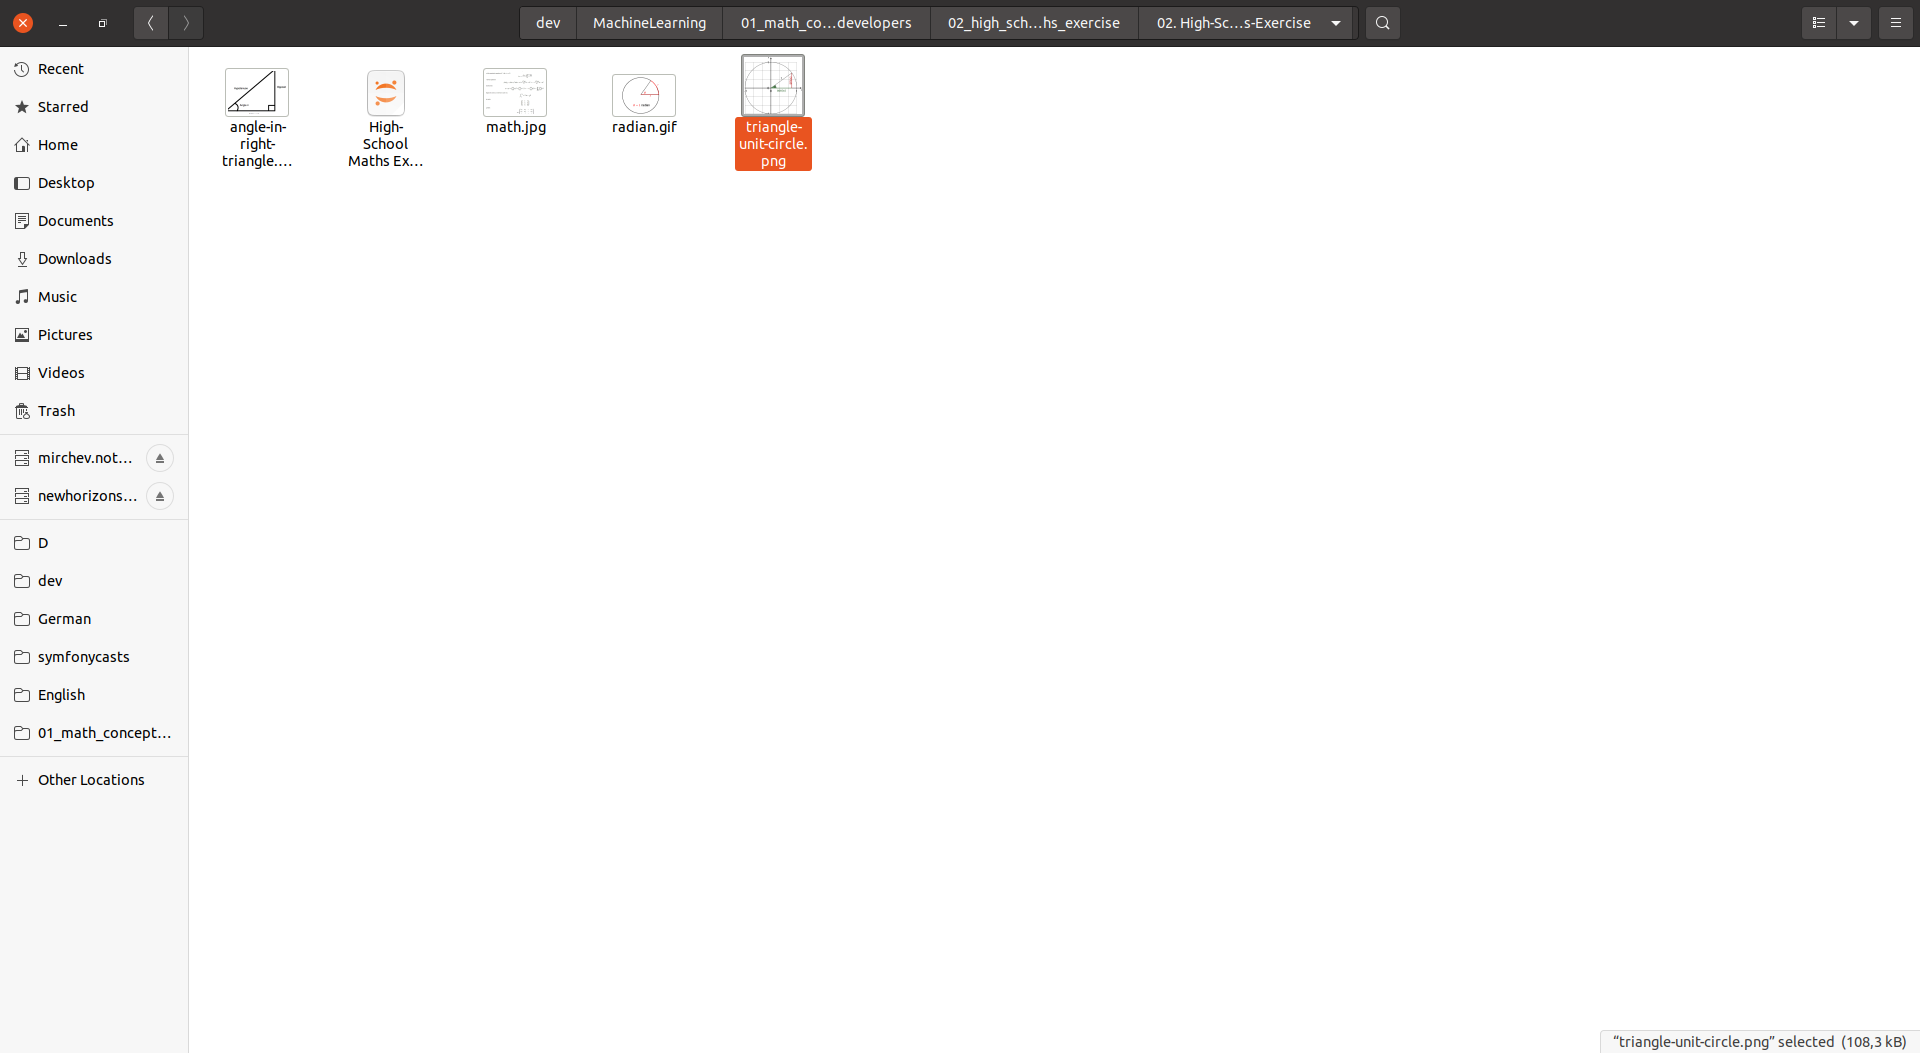 dev
MachineLearning
01_math_co…developers
02_high_sch…hs_exercise
02. High-Sc…s-Exercise
Recent
Starred
Home
Desktop
Documents
Downloads
Music
Pictures
Videos
Trash
mirchev.not…
newhorizons…
D
dev
German
symfonycasts
English
01_math_concept…
Other Locations
angle-in-
right-
triangle.…
High-
School
Maths Ex…
math.jpg
radian.gif
triangle-
unit-circle.
png
“triangle-unit-circle.png” selected (108,3 kB)